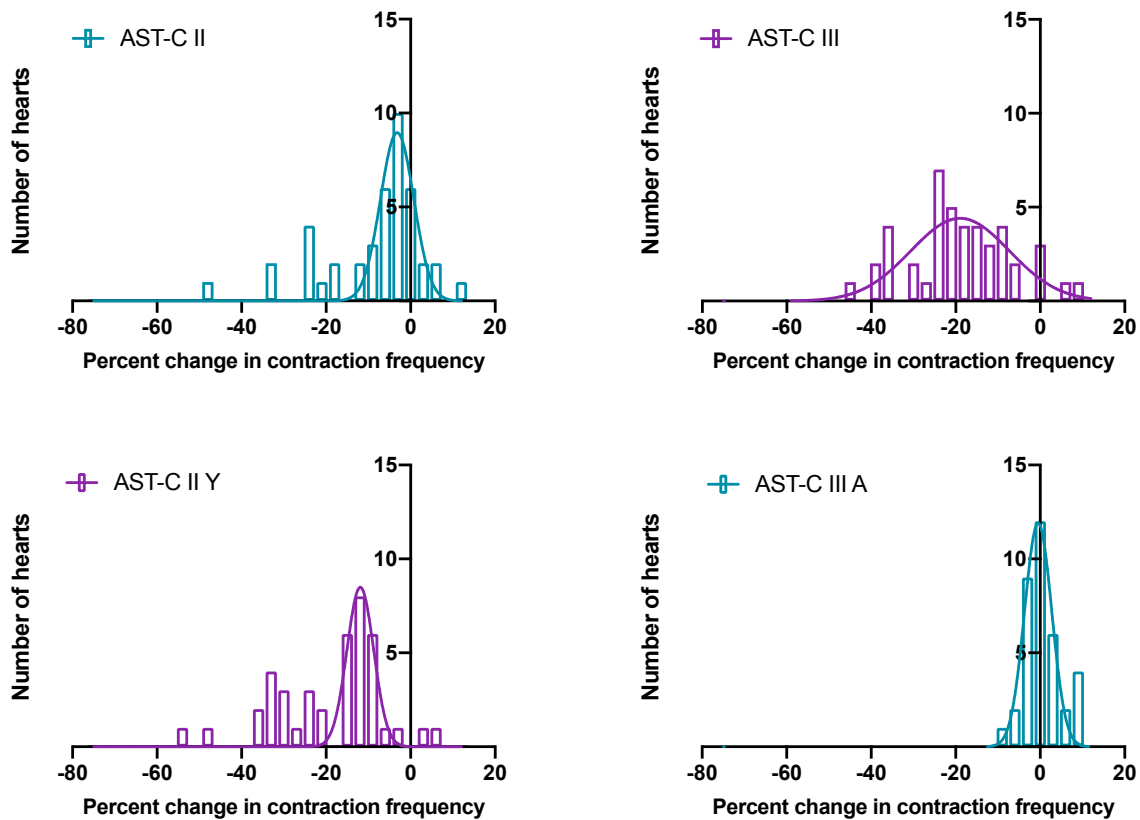 AST-C II
15
10
5
Number of hearts
-80 -60 -40 -20 0 20
Percent change in contraction frequency
AST-C III
15
10
5
Number of hearts
-80 -60 -40 -20 0 20
Percent change in contraction frequency
AST-C II Y
15
10
5
Number of hearts
-80 -60 -40 -20 0 20
Percent change in contraction frequency
AST-C III A
15
10
5
Number of hearts
-80 -60 -40 -20 0 20
Percent change in contraction frequency